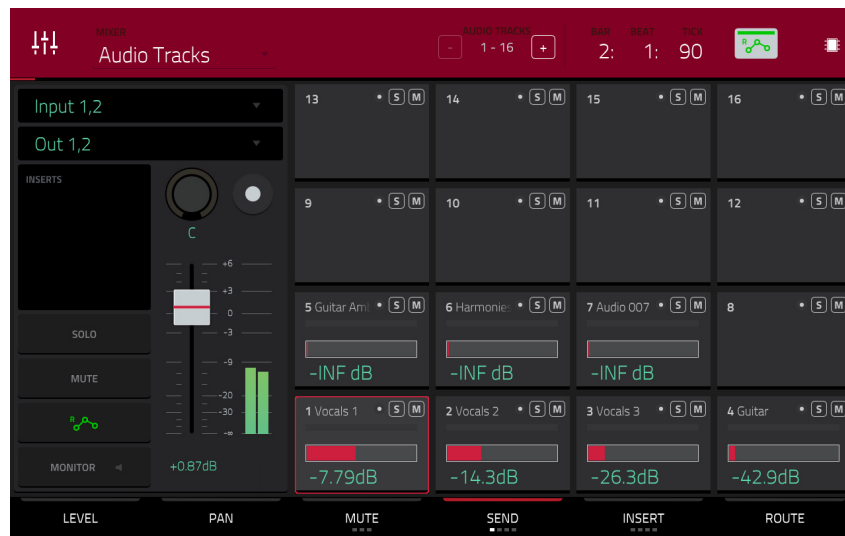 MIXER
Audio Tracks
AUDIO TRACKS
- 1 - 16 +
BAR BEAT TICK
2: 1: 90
R
Input 1,2
Out 1,2
INSERTS
C
+6
+3
0
-3
-9
-20
-30
-∞
+0.87dB
SOLO
MUTE
R
MONITOR
13 S M
14 S M
15 S M
16 S M
9 S M
10 S M
11 S M
12 S M
5 Guitar Am S M
6 Harmonie S M
7 Audio 007 S M
8 S M
-INF dB
-INF dB
-INF dB
1 Vocals 1 S M
2 Vocals 2 S M
3 Vocals 3 S M
4 Guitar S M
-7.79dB
-14.3dB
-26.3dB
-42.9dB
LEVEL PAN MUTE SEND INSERT ROUTE